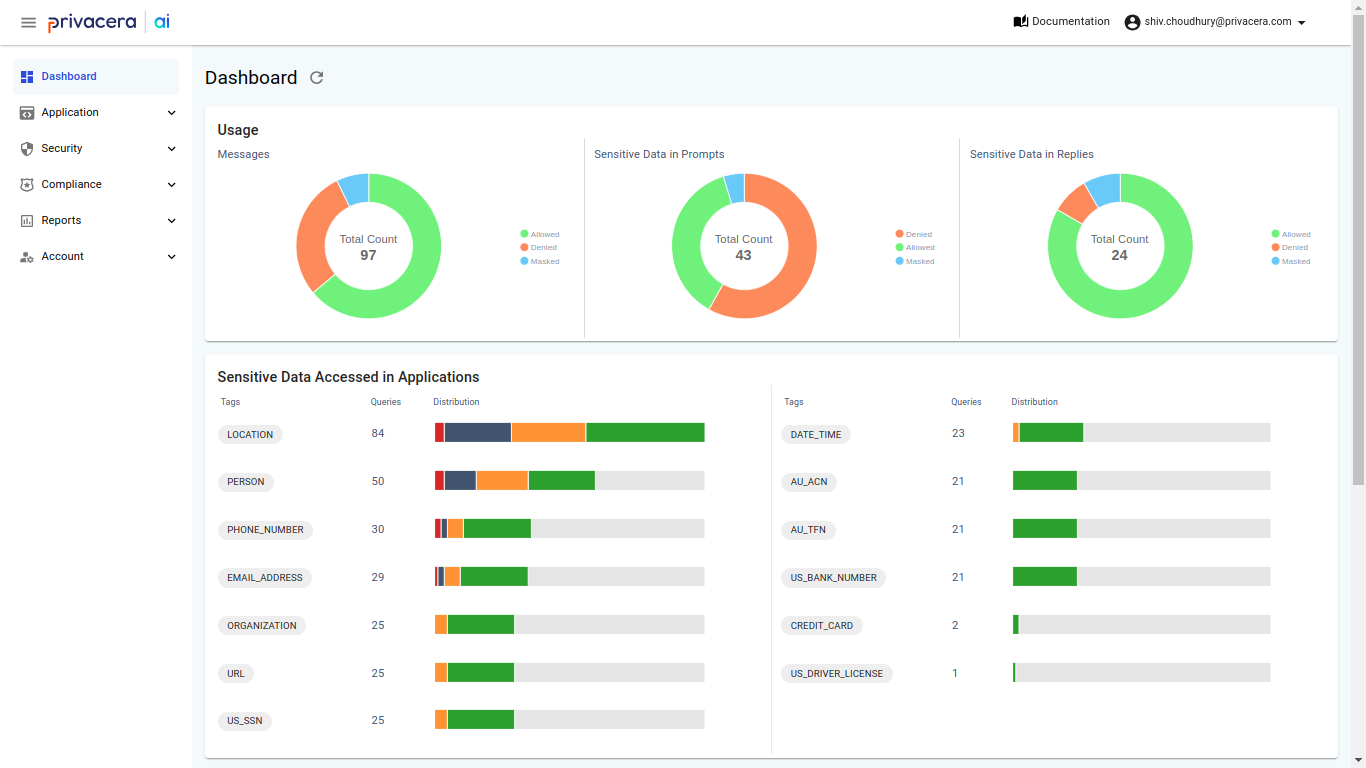 privacera ai
Documentation
shiv.choudhury@privacera.com
Dashboard
Application
Security
Compliance
Reports
Account
Dashboard
Usage
Messages
Total Count
97
Allowed
Denied
Masked
Sensitive Data in Prompts
Total Count
43
Denied
Allowed
Masked
Sensitive Data in Replies
Total Count
24
Allowed
Denied
Masked
Sensitive Data Accessed in Applications
Tags Queries Distribution
LOCATION 84
PERSON 50
PHONE_NUMBER 30
EMAIL_ADDRESS 29
ORGANIZATION 25
URL 25
US_SSN 25
Tags Queries Distribution
DATE_TIME 23
AU_ACN 21
AU_TFN 21
US_BANK_NUMBER 21
CREDIT_CARD 2
US_DRIVER_LICENSE 1